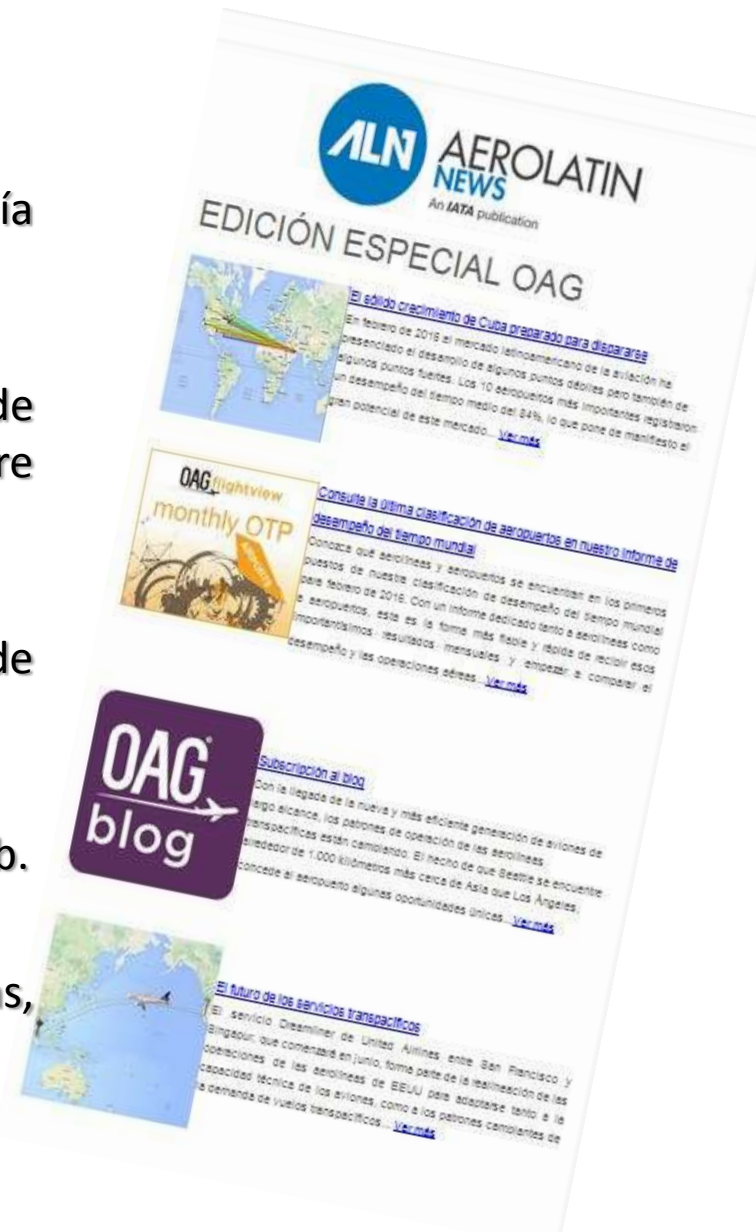 ía
de
re
de
b.
as,
ALN
AEROLATIN
NEWS
An IATA publication
EDICIÓN ESPECIAL OAG
El sólido crecimiento de Cuba preparado para dispararse
En febrero de 2016 el mercado latinoamericano de la aviación ha
presenciado el desarrollo de algunos puntos débiles pero también de
algunos puntos fuertes. Los 10 aeropuertos más importantes registraron
un desempeño del tiempo medio del 84%, lo que pone de manifiesto el
gran potencial de este mercado... Ver más
OAG flightview
monthly OTP
AIRPORTS
Consulte la última clasificación de aeropuertos en nuestro informe de
desempeño del tiempo mundial
Conozca qué aerolíneas y aeropuertos se encuentran en los primeros
puestos de nuestra clasificación de desempeño del tiempo mundial
para febrero de 2016. Con un informe dedicado tanto a aerolíneas como
a aeropuertos, esta es la forma más fiable y rápida de recibir esos
importantísimos resultados mensuales y empezar a comparar el
desempeño y las operaciones aéreas... Ver más
OAG
blog
Subscripción al blog
Con la llegada de la nueva y más eficiente generación de aviones de
largo alcance, los patrones de operación de las aerolíneas
transpacíficas están cambiando. El hecho de que Seattle se encuentre
alrededor de 1.000 kilómetros más cerca de Asia que Los Ángeles,
concede al aeropuerto algunas oportunidades únicas... Ver más
El futuro de los servicios transpacíficos
El servicio Dreamliner de United Airlines entre San Francisco y
Singapur, que comenzará en junio, forma parte de la realineación de las
operaciones de las aerolíneas de EEUU para adaptarse tanto a la
capacidad técnica de los aviones, como a los patrones cambiantes de
la demanda de vuelos transpacíficos... Ver más